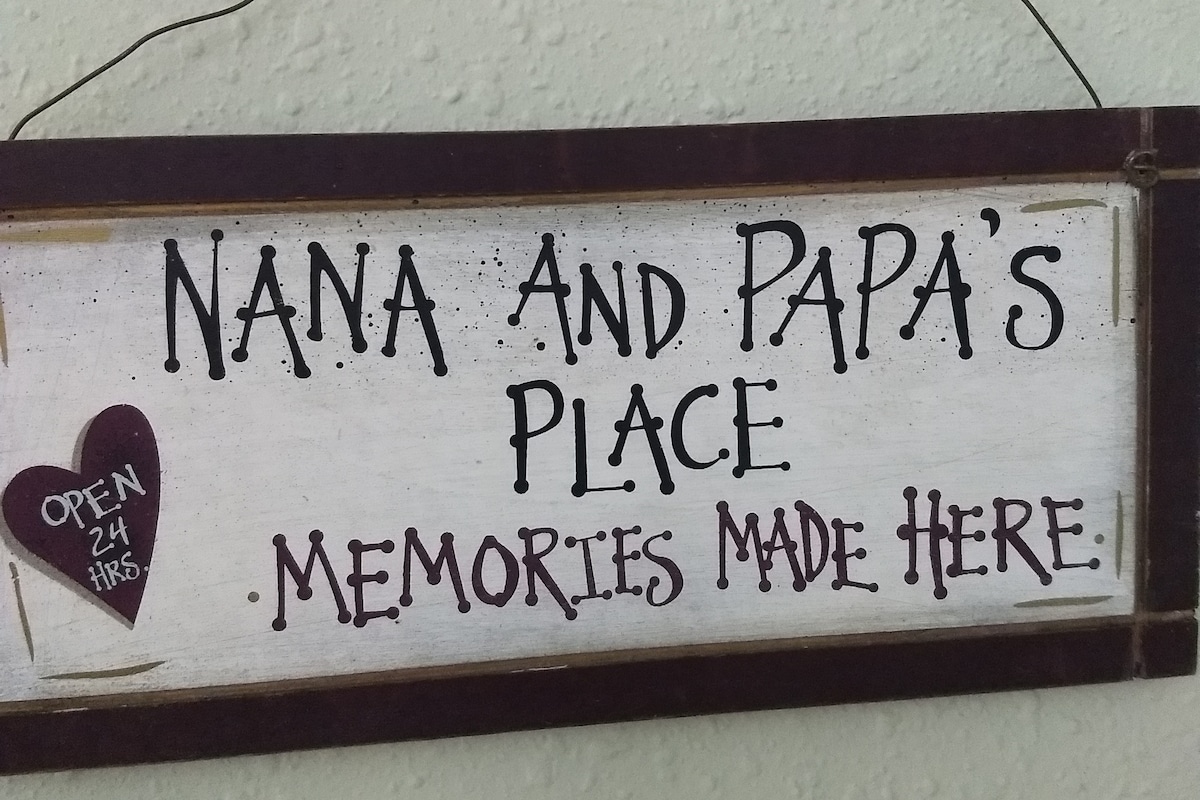 NANA AND PAPA'S
PLACE
MEMORIES MADE HERE
OPEN
24
HRS.